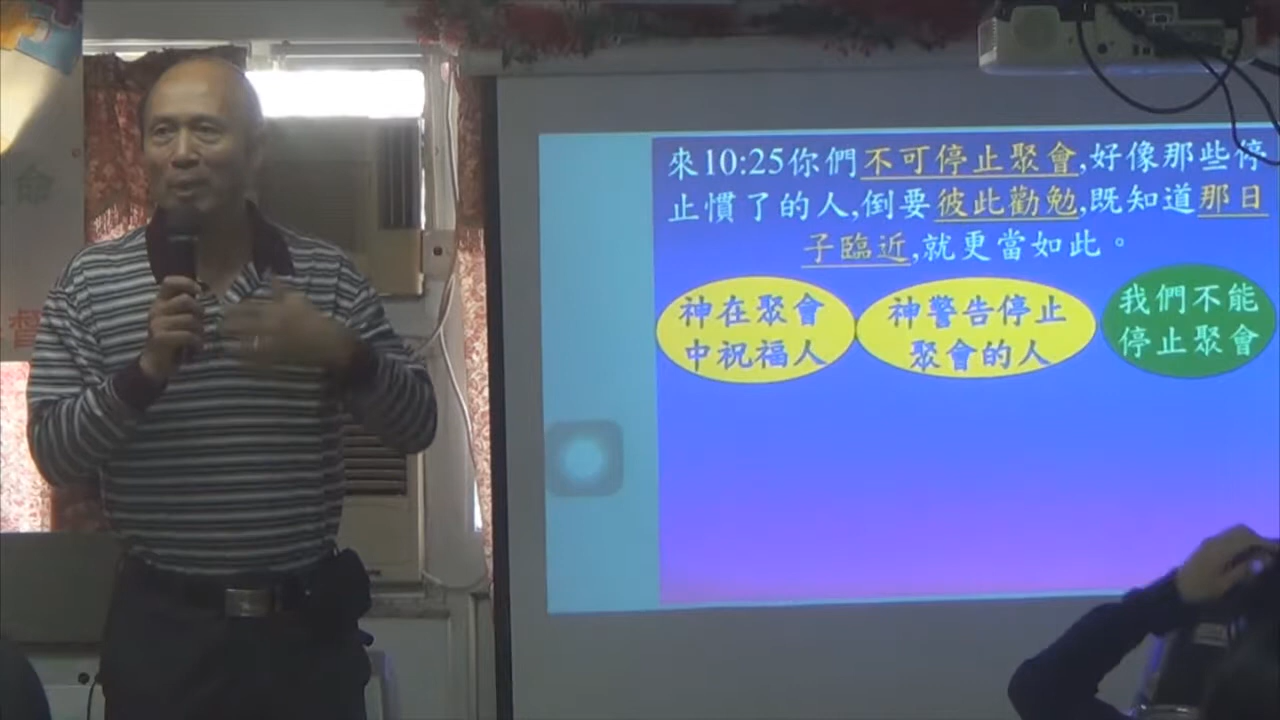 命
督
來10:25你們不可停止聚會,好像那些停
止慣了的人,倒要彼此勸勉,既知道那日
子臨近,就更當如此。
神在聚會
中祝福人
神警告停止
聚會的人
我們不能
停止聚會